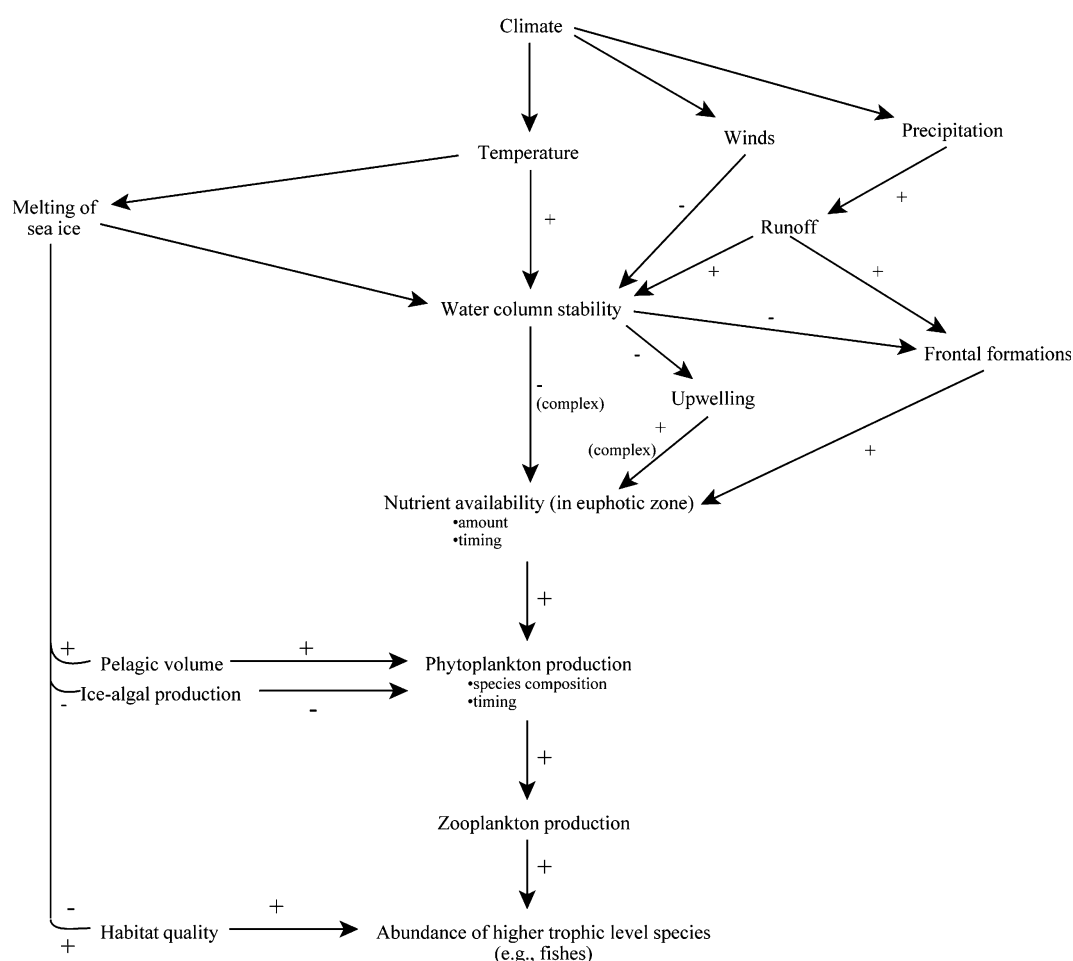 Climate
Winds
Precipitation
Temperature
+
Melting of
sea ice
-
+
Runoff
+
+
Water column stability
-
-
Frontal formations
-
(complex)
Upwelling
+
(complex)
+
Nutrient availability (in euphotic zone)
•amount
•timing
+
+
Pelagic volume
+
Phytoplankton production
•species composition
•timing
Ice-algal production
-
-
+
Zooplankton production
+
-
+
Habitat quality
+
Abundance of higher trophic level species
(e.g., fishes)